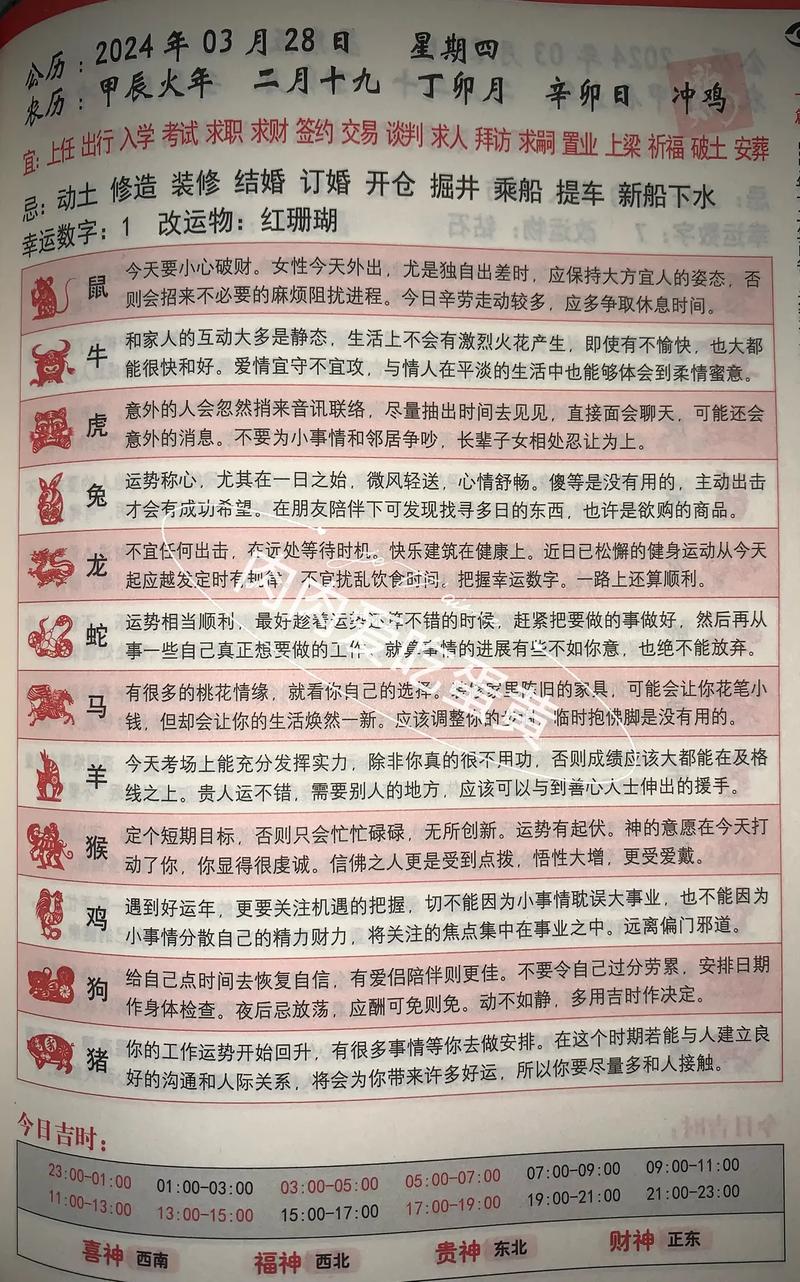 公历：2024年03月28日 星期四
农历：甲辰火年 二月十九 丁卯月 辛卯日 冲鸡
宜：上任 出行 入学 考试 求职 求财 签约 交易 谈判 求人 拜访 求嗣 置业 上梁 祈福 破土 安葬
忌：动土 修造 装修 结婚 订婚 开仓 掘井 乘船 提车 新船下水
幸运数字：1 改运物：红珊瑚
鼠
今天要小心破财。女性今天外出，尤是独自出差时，应保持大方宜人的姿态，否
则会招来不必要的麻烦阻扰进程。今日辛劳走动较多，应多争取休息时间。
牛
和家人的互动大多是静态，生活上不会有激烈火花产生，即使有不愉快，也大都
能很快和好。爱情宜守不宜攻，与情人在平淡的生活中也能够体会到柔情蜜意。
虎
意外的人会忽然捎来音讯联络，尽量抽出时间去见见，直接面会聊天，可能还会
意外的消息。不要为小事情和邻居争吵，长辈子女相处忍让为上。
兔
运势称心，尤其在一日之始，微风轻送，心情舒畅。傻等是没有用的，主动出击
才会有成功希望。在朋友陪伴下可发现找寻多日的东西，也许是欲购的商品。
龙
不宜任何出击，在远处等待时机。快乐建筑在健康上。近日已松懈的健身运动从今天
起应越发定时有 不宜扰乱饮食时间。把握幸运数字。一路上还算顺利。
蛇
运势相当顺利，最好趁着运势还算不错的时候，赶紧把要做的事做好，然后再从
事一些自己真正想要做的工作，就算事情的进展有些不如你意，也绝不能放弃。
马
有很多的桃花情缘，就看你自己的选择。 陈旧的家具，可能会让你花笔小
钱，但却会让你的生活焕然一新。应该调整你的 临时抱佛脚是没有用的。
羊
今天考场上能充分发挥实力，除非你真的很不用功，否则成绩应该大都能在及格
线之上。贵人运不错，需要别人的地方，应该可以与到善心人士伸出的援手。
猴
定个短期目标，否则只会忙忙碌碌，无所创新。运势有起伏。神的意愿在今天打
动了你，你显得很虔诚。信佛之人更是受到点拨，悟性大增，更受爱戴。
鸡
遇到好运年，更要关注机遇的把握，切不能因为小事情耽误大事业，也不能因为
小事情分散自己的精力财力，将关注的焦点集中在事业之中。远离偏门邪道。
狗
给自己点时间去恢复自信，有爱侣陪伴则更佳。不要令自己过分劳累，安排日期
作身体检查。夜后忌放荡，应酬可免则免。动不如静，多用吉时作决定。
猪
你的工作运势开始回升，有很多事情等你去做安排。在这个时期若能与人建立良
好的沟通和人际关系，将会为你带来许多好运，所以你要尽量多和人接触。
肉肉爱吃蛋黄
今日吉时：
23:00-01:00 01:00-03:00 03:00-05:00 05:00-07:00 07:00-09:00 09:00-11:00
11:00-13:00 13:00-15:00 15:00-17:00 17:00-19:00 19:00-21:00 21:00-23:00
喜神 西南 福神 西北 贵神 东北 财神 正东